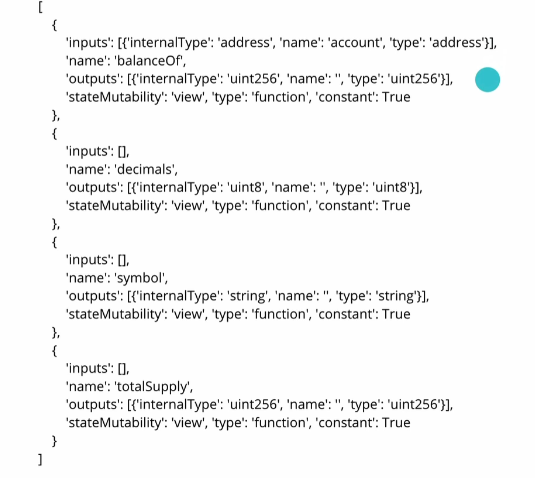 [
{
'inputs': [{'internalType': 'address', 'name': 'account', 'type': 'address'}],
'name': 'balanceOf',
'outputs': [{'internalType': 'uint256', 'name': '', 'type': 'uint256'}],
'stateMutability': 'view', 'type': 'function', 'constant': True
},
{
'inputs': [],
'name': 'decimals',
'outputs': [{'internalType': 'uint8', 'name': '', 'type': 'uint8'}],
'stateMutability': 'view', 'type': 'function', 'constant': True
},
{
'inputs': [],
'name': 'symbol',
'outputs': [{'internalType': 'string', 'name': '', 'type': 'string'}],
'stateMutability': 'view', 'type': 'function', 'constant': True
},
{
'inputs': [],
'name': 'totalSupply',
'outputs': [{'internalType': 'uint256', 'name': '', 'type': 'uint256'}],
'stateMutability': 'view', 'type': 'function', 'constant': True
}
]